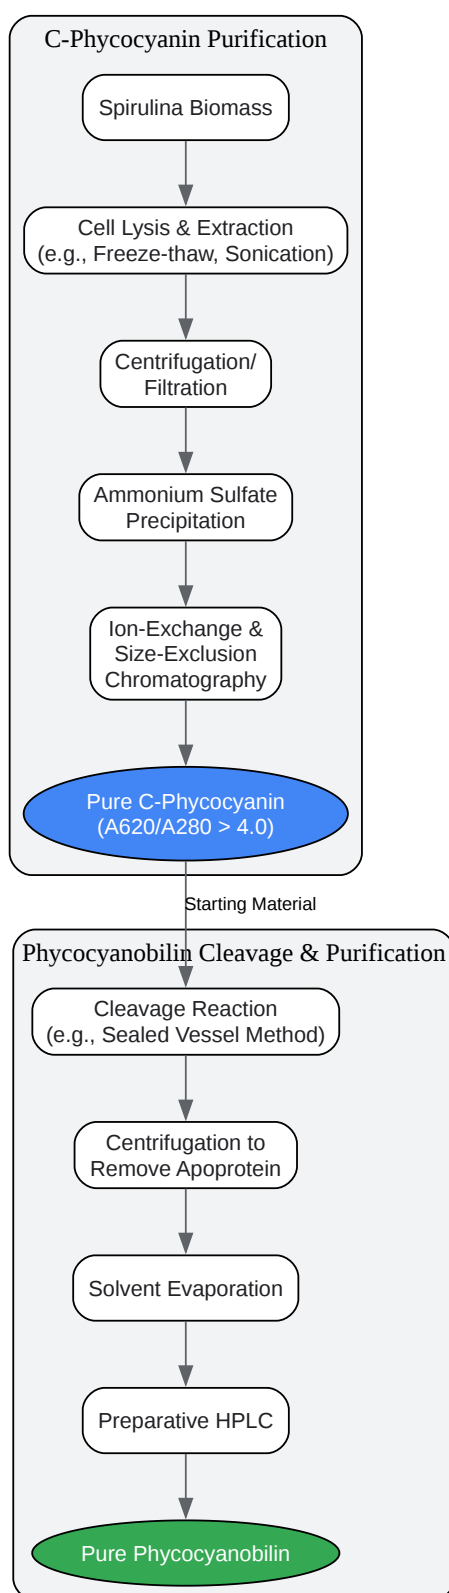 C-Phycocyanin Purification
Spirulina Biomass
Cell Lysis & Extraction
(e.g., Freeze-thaw, Sonication)
Centrifugation/
Filtration
Ammonium Sulfate
Precipitation
Ion-Exchange &
Size-Exclusion
Chromatography
Pure C-Phycocyanin
(A620/A280 > 4.0)
Starting Material
Phycocyanobilin Cleavage & Purification
Cleavage Reaction
(e.g., Sealed Vessel Method)
Centrifugation to
Remove Apoprotein
Solvent Evaporation
Preparative HPLC
Pure Phycocyanobilin